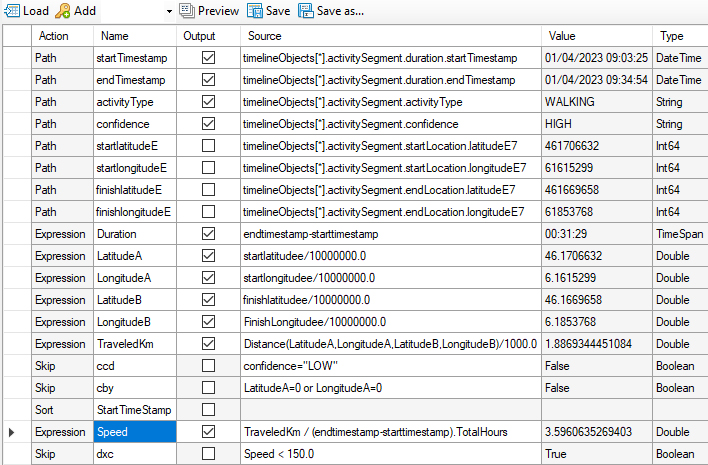 Load Add Preview Save Save as...
Action Name Output Source Value Type
Path startTimestamp timelineObjects[*].activitySegment.duration.startTimestamp 01/04/2023 09:03:25 DateTime
Path endTimestamp timelineObjects[*].activitySegment.duration.endTimestamp 01/04/2023 09:34:54 DateTime
Path activityType timelineObjects[*].activitySegment.activityType WALKING String
Path confidence timelineObjects[*].activitySegment.confidence HIGH String
Path startlatitudeE timelineObjects[*].activitySegment.startLocation.latitudeE7 461706632 Int64
Path startlongitudeE timelineObjects[*].activitySegment.startLocation.longitudeE7 61615299 Int64
Path finishlatitudeE timelineObjects[*].activitySegment.endLocation.latitudeE7 461669658 Int64
Path finishlongitudeE timelineObjects[*].activitySegment.endLocation.longitudeE7 61853768 Int64
Expression Duration endtimestamp-starttimestamp 00:31:29 TimeSpan
Expression LatitudeA startlatitudee/10000000.0 46.1706632 Double
Expression LongitudeA startlongitudee/10000000.0 6.1615299 Double
Expression LatitudeB finishlatitudee/10000000.0 46.1669658 Double
Expression LongitudeB FinishLongitudee/10000000.0 6.1853768 Double
Expression TraveledKm Distance(LatitudeA,LongitudeA,LatitudeB,LongitudeB)/1000.0 1.8869344451084 Double
Skip ccd confidence="LOW" False Boolean
Skip cby LatitudeA=0 or LongitudeA=0 False Boolean
Sort StartTimeStamp
Expression Speed TraveledKm / (endtimestamp-starttimestamp).TotalHours 3.5960635269403 Double
Skip dxc Speed < 150.0 True Boolean